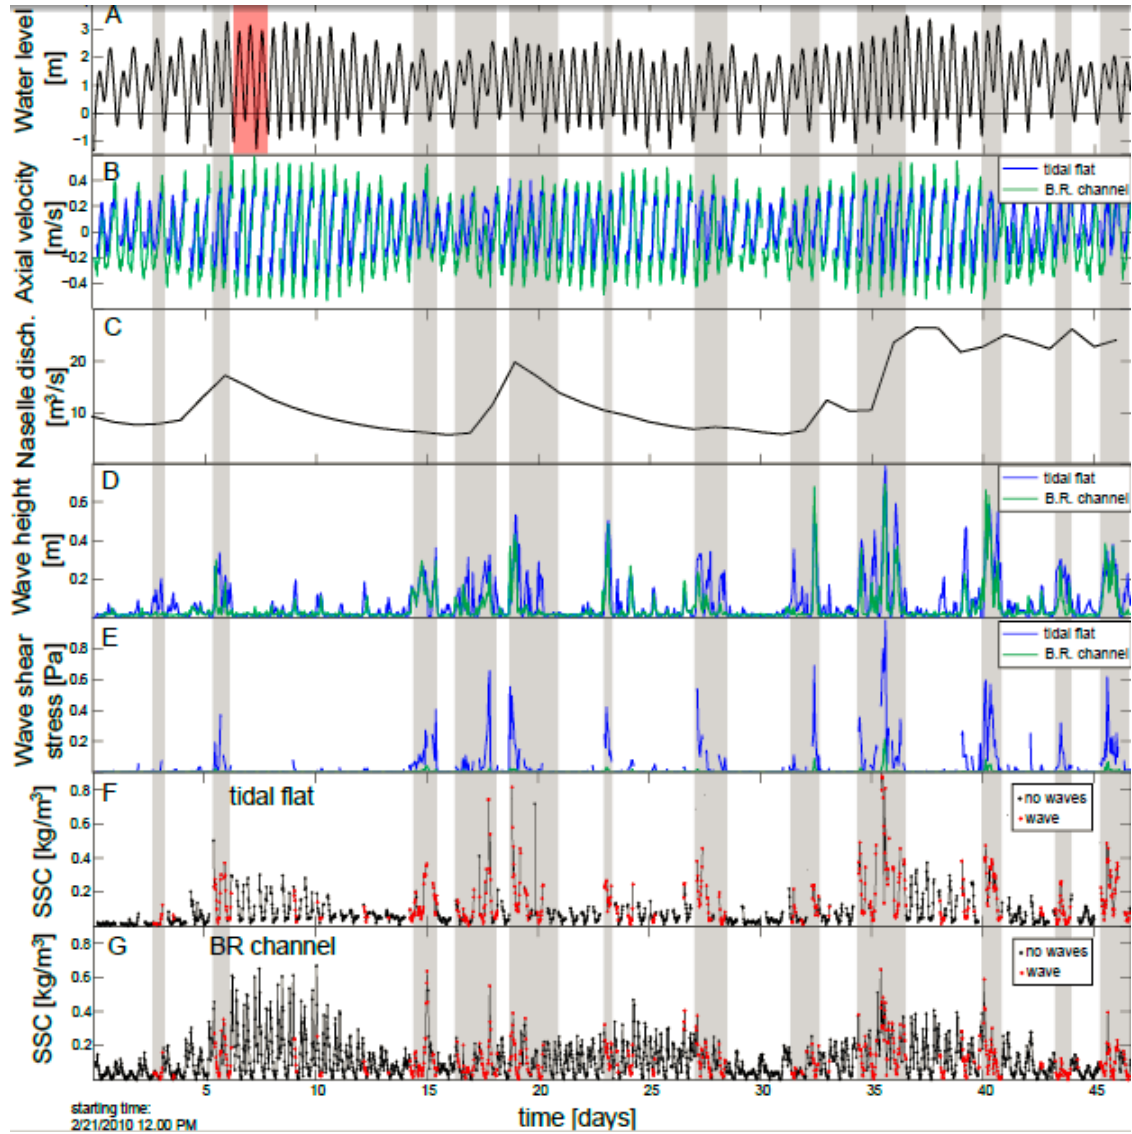 A
Water level
[m]
3
2
1
0
−1
B
Axial velocity
[m/s]
0.4
0.2
0
−0.2
−0.4
tidal flat
B.R. channel
C
Naselle disch.
[m³/s]
20
10
D
Wave height
[m]
0.6
0.4
0.2
tidal flat
B.R. channel
E
Wave shear
stress [Pa]
0.8
0.6
0.4
0.2
tidal flat
B.R. channel
F
tidal flat
SSC [kg/m³]
0.8
0.6
0.4
0.2
no waves
wave
G
BR channel
SSC [kg/m³]
0.8
0.6
0.4
0.2
no waves
wave
5 10 15 20 25 30 35 40 45
time [days]
starting time:
2/21/2010 12.00 PM